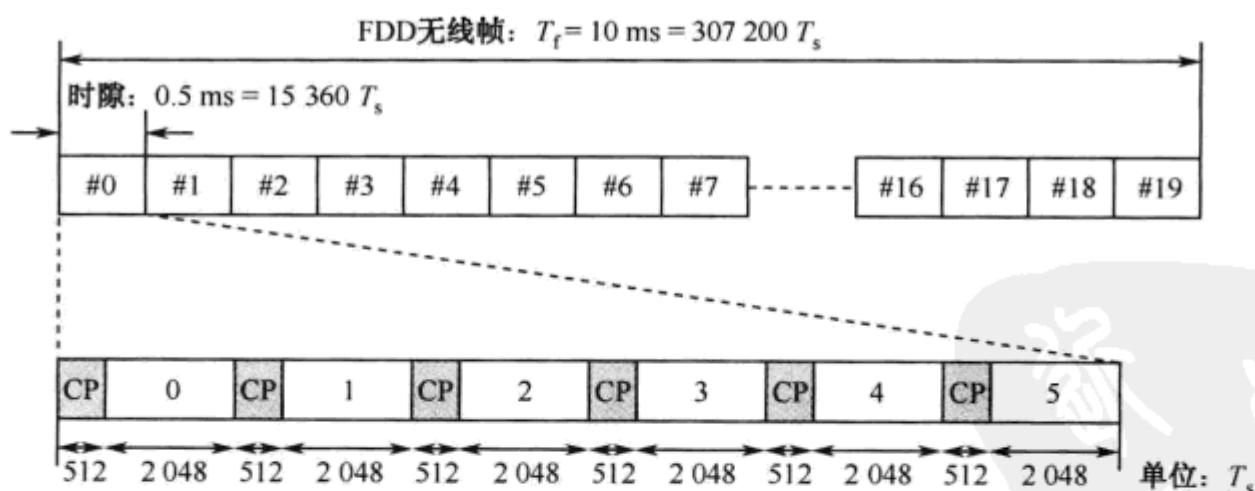 FDD无线帧：T_f = 10 ms = 307 200 T_s
时隙：0.5 ms = 15 360 T_s
#0 #1 #2 #3 #4 #5 #6 #7 #16 #17 #18 #19
CP 0 CP 1 CP 2 CP 3 CP 4 CP 5
512 2 048 512 2 048 512 2 048 512 2 048 512 2 048 512 2 048 单位：T_s